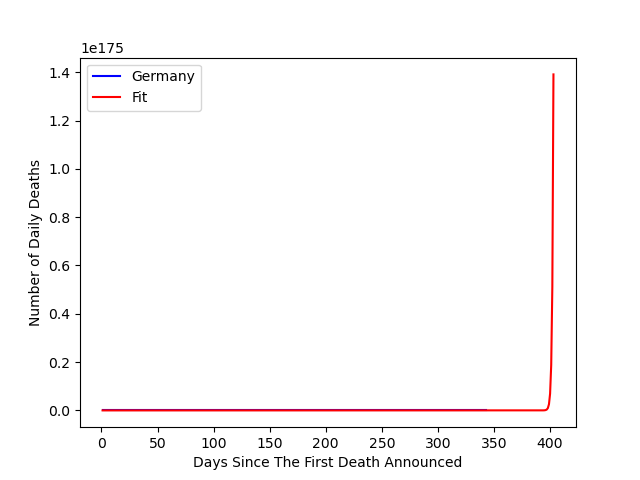 1e175
Germany
Fit
1.4
1.2
1.0
0.8
0.6
0.4
0.2
0.0
Number of Daily Deaths
0 50 100 150 200 250 300 350 400
Days Since The First Death Announced